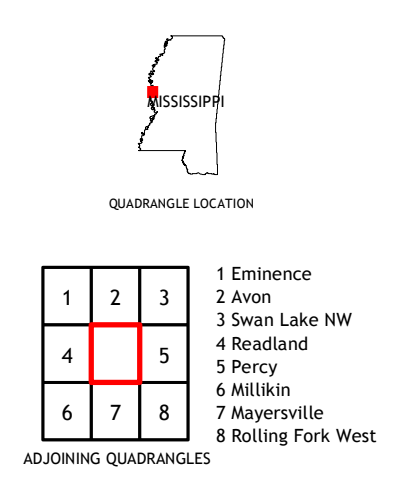 MISSISSIPPI
QUADRANGLE LOCATION
1 2 3
4 5
6 7 8
1 Eminence
2 Avon
3 Swan Lake NW
4 Readland
5 Percy
6 Millikin
7 Mayersville
8 Rolling Fork West
ADJOINING QUADRANGLES